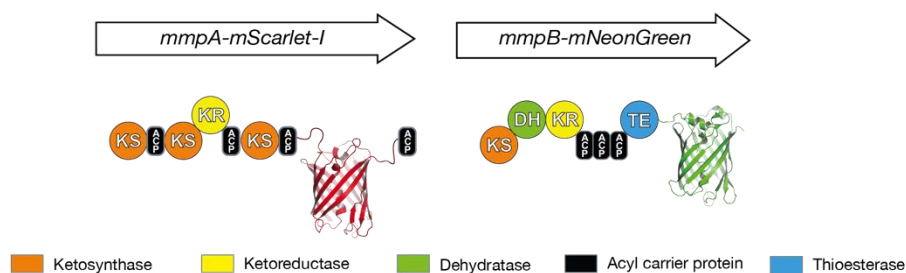 mmpA-mScarlet-I
mmpB-mNeonGreen
KS ACP KS KR ACP KS ACP ACP
KS DH KR ACP ACP ACP TE
Ketosynthase
Ketoreductase
Dehydratase
Acyl carrier protein
Thioesterase